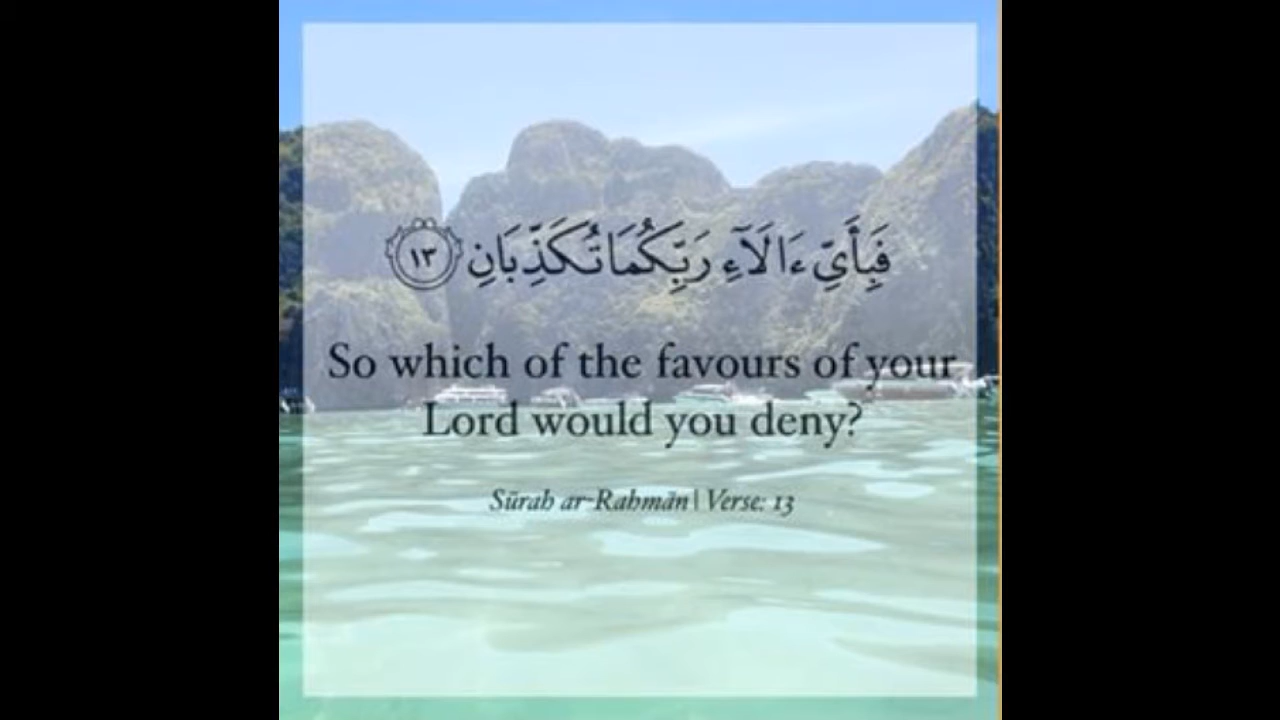 فَبِأَيِّ ءَالَآءِ رَبِّكُمَا تُكَذِّبَانِ ١٣
So which of the favours of your
Lord would you deny?
Sūrah ar-Rahmān | Verse: 13